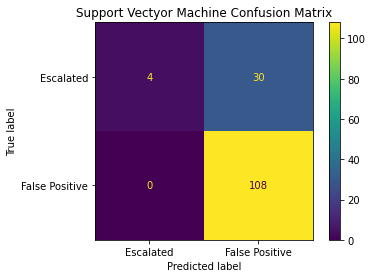 Support Vectyor Machine Confusion Matrix
Escalated
4
30
False Positive
0
108
Escalated
False Positive
Predicted label
True label
100
80
60
40
20
0